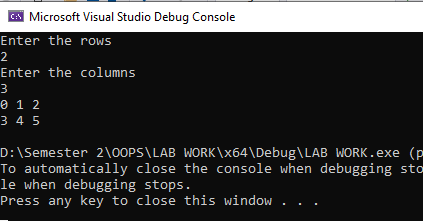 Microsoft Visual Studio Debug Console
Enter the rows
2
Enter the columns
3
0 1 2
3 4 5
D:\Semester 2\OOPS\LAB WORK\x64\Debug\LAB WORK.exe (p
To automatically close the console when debugging sto
le when debugging stops.
Press any key to close this window . . .